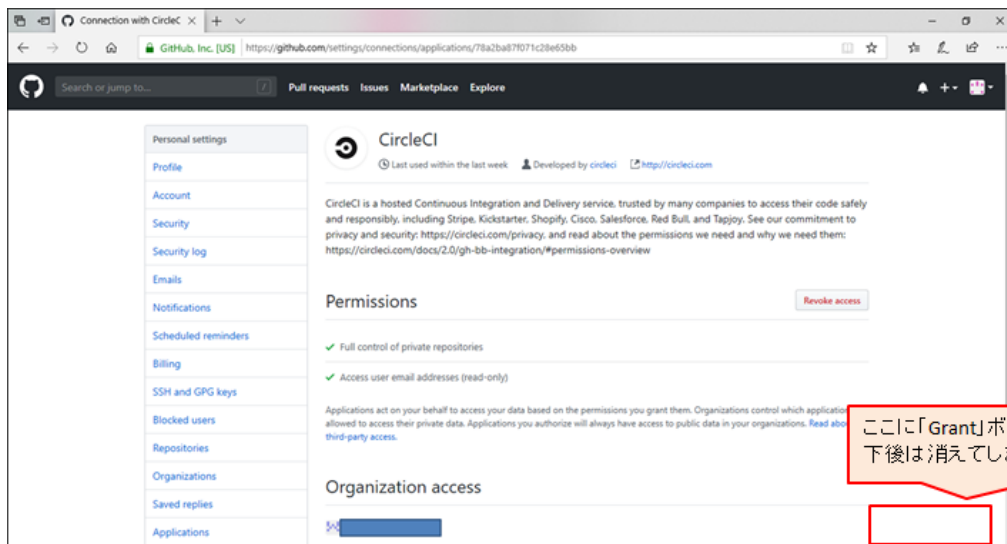 Connection with CircleC
GitHub, Inc. [US] https://github.com/settings/connections/applications/78a2ba87f071c28e65bb
Search or jump to...
/
Pull requests Issues Marketplace Explore
Personal settings
Profile
Account
Security
Security log
Emails
Notifications
Scheduled reminders
Billing
SSH and GPG keys
Blocked users
Repositories
Organizations
Saved replies
Applications
CircleCI
Last used within the last week Developed by circleci http://circleci.com
CircleCI is a hosted Continuous Integration and Delivery service, trusted by many companies to access their code safely
and responsibly, including Stripe, Kickstarter, Shopify, Cisco, Salesforce, Red Bull, and Tapjoy. See our commitment to
privacy and security: https://circleci.com/privacy, and read about the permissions we need and why we need them:
https://circleci.com/docs/2.0/gh-bb-integration/#permissions-overview
Permissions
Revoke access
Full control of private repositories
Access user email addresses (read-only)
Applications act on your behalf to access your data based on the permissions you grant them. Organizations control which application
allowed to access their private data. Applications you authorize will always have access to public data in your organizations. Read abo
third-party access.
ここに「Grant」ボ
下後は消えてし
Organization access